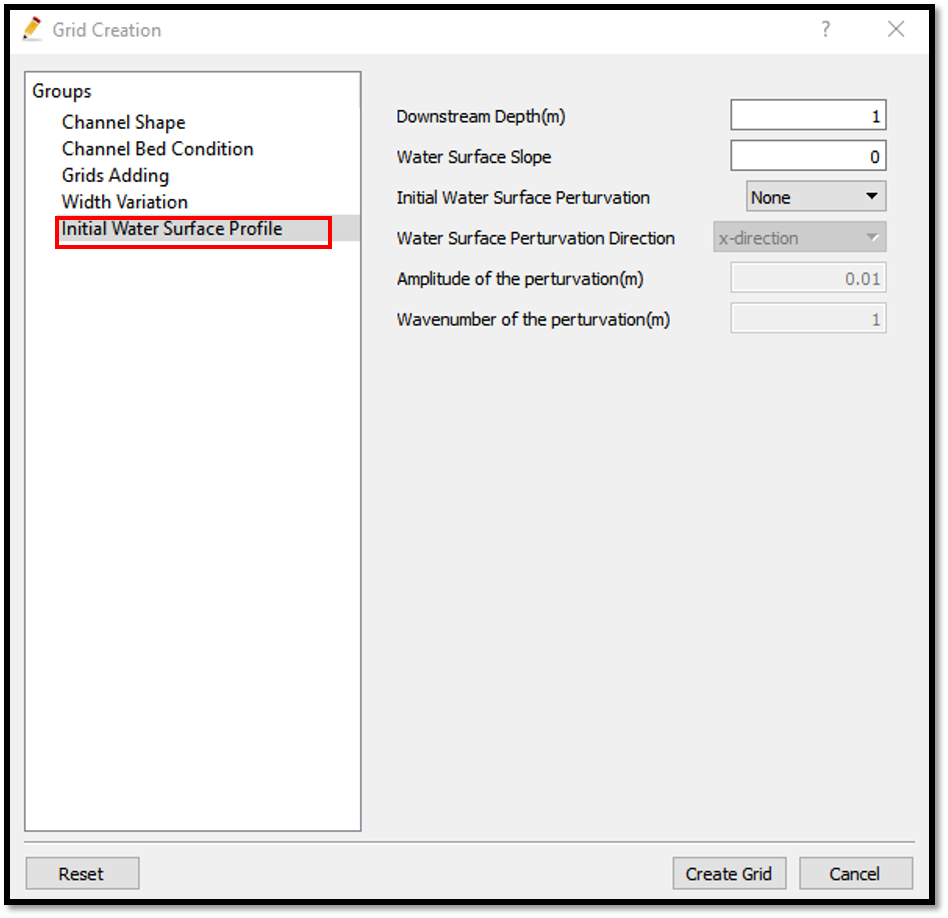 Grid Creation ?
Groups
Channel Shape
Channel Bed Condition
Grids Adding
Width Variation
Initial Water Surface Profile
Downstream Depth(m) 1
Water Surface Slope 0
Initial Water Surface Perturvation None
Water Surface Perturvation Direction x-direction
Amplitude of the perturvation(m) 0.01
Wavenumber of the perturvation(m) 1
Reset Create Grid Cancel